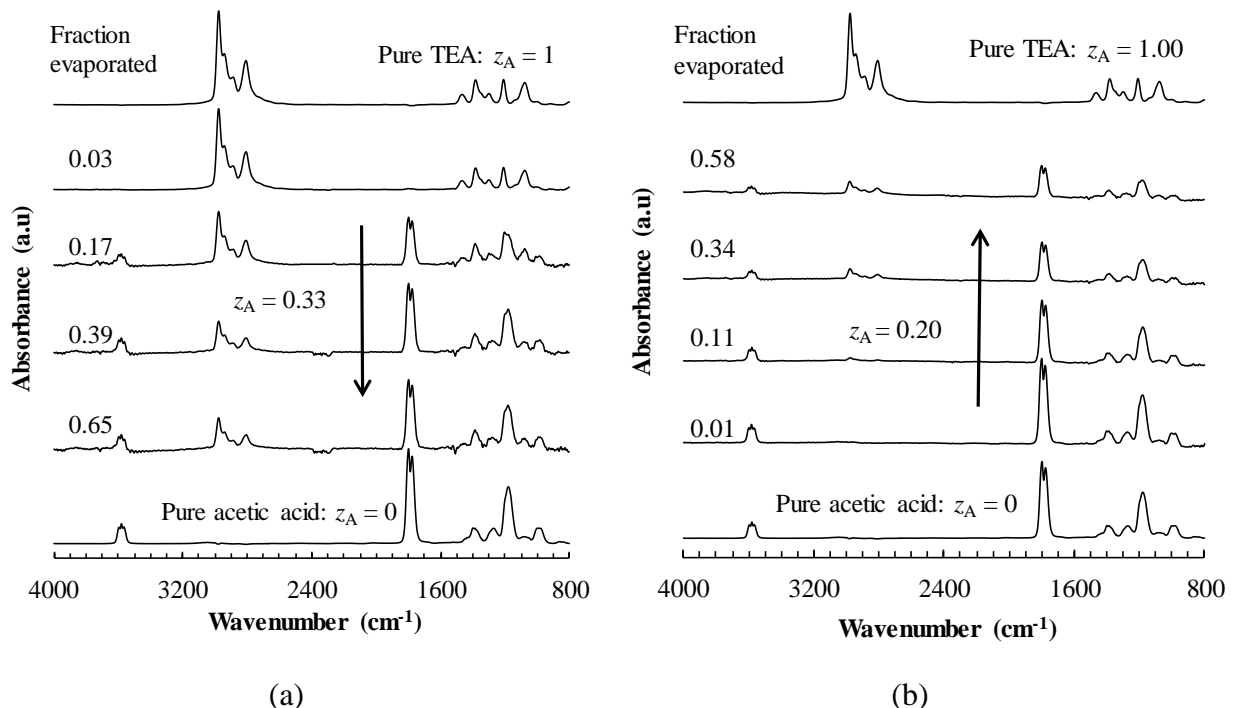 Fraction
evaporated
Pure TEA: zA = 1
0.03
0.17
zA = 0.33
0.39
0.65
Pure acetic acid: zA = 0
Absorbance (a.u)
4000 3200 2400 1600 800
Wavenumber (cm-1)
(a)
Fraction
evaporated
Pure TEA: zA = 1.00
0.58
0.34
0.11
zA = 0.20
0.01
Pure acetic acid: zA = 0
Absorbance (a.u)
4000 3200 2400 1600 800
Wavenumber (cm-1)
(b)